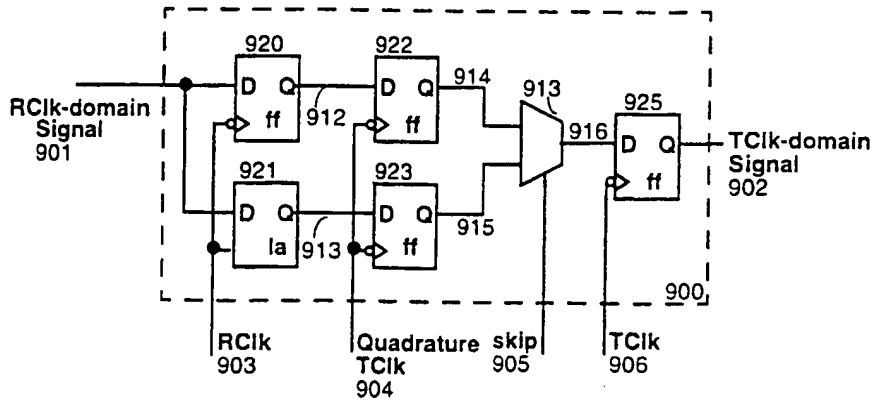 920
922
914
913
925
D Q
ff
912
D Q
ff
916
D Q
ff
RClk-domain
Signal
901
TClk-domain
Signal
902
921
923
D Q
la
913
D Q
ff
915
900
RClk
903
Quadrature
TClk
904
skip
905
TClk
906